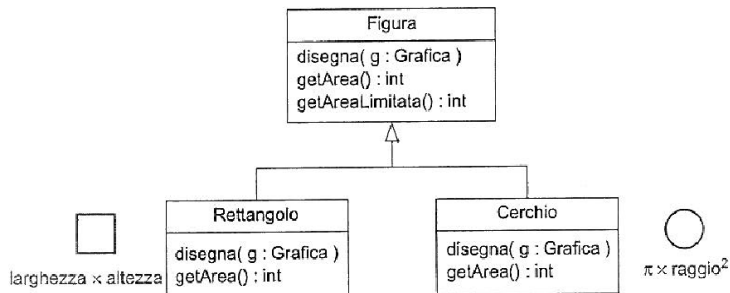 Figura
disegna( g : Grafica )
getArea() : int
getAreaLimitata() : int
Rettangolo
disegna( g : Grafica )
getArea() : int
larghezza × altezza
Cerchio
disegna( g : Grafica )
getArea() : int
π × raggio²